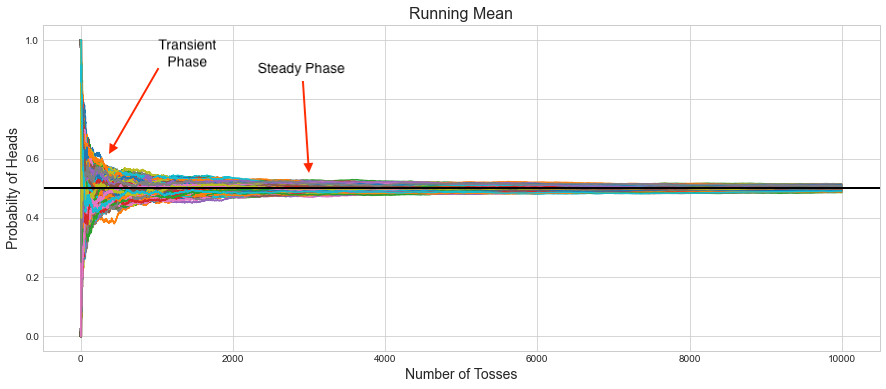 Running Mean
1.0
Transient
Phase
Steady Phase
0.8
0.6
0.4
0.2
0.0
Probabilty of Heads
0
2000
4000
6000
8000
10000
Number of Tosses